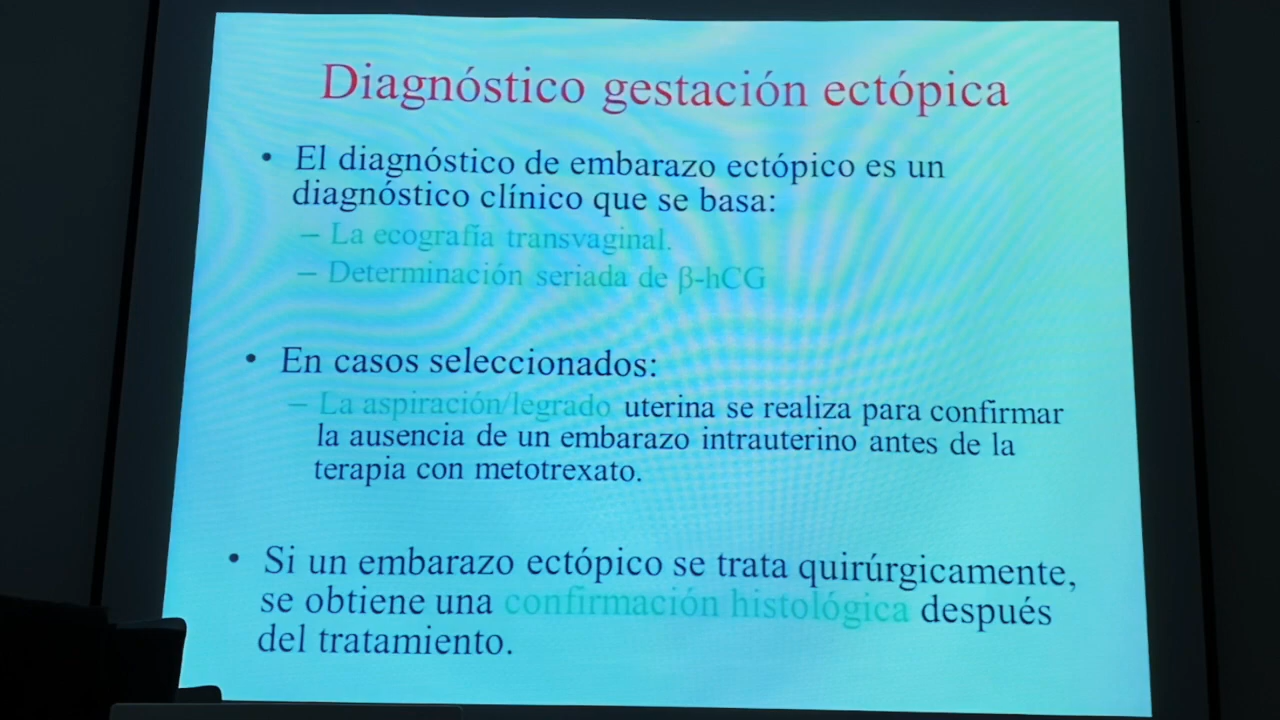 Diagnóstico gestación ectópica
• El diagnóstico de embarazo ectópico es un
diagnóstico clínico que se basa:
– La ecografía transvaginal.
– Determinación seriada de β-hCG
• En casos seleccionados:
– La aspiración/legrado uterina se realiza para confirmar
la ausencia de un embarazo intrauterino antes de la
terapia con metotrexato.
• Si un embarazo ectópico se trata quirúrgicamente,
se obtiene una confirmación histológica después
del tratamiento.